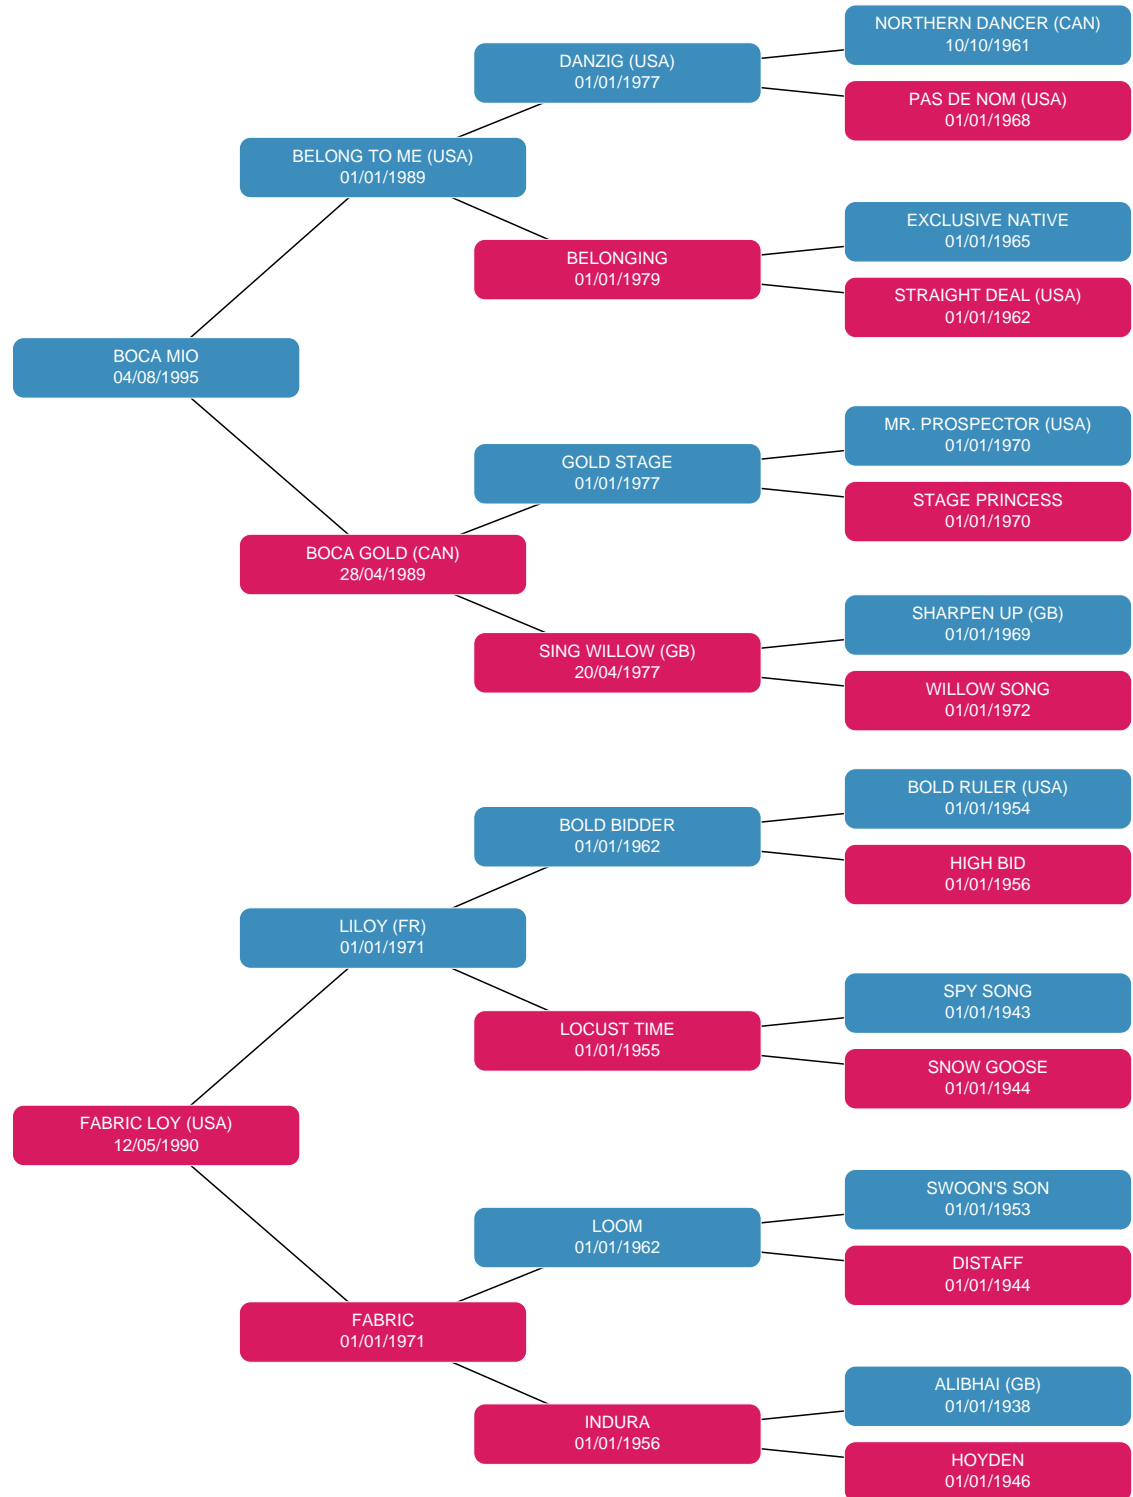 NORTHERN DANCER (CAN)
10/10/1961
DANZIG (USA)
01/01/1977
PAS DE NOM (USA)
01/01/1968
BELONG TO ME (USA)
01/01/1989
EXCLUSIVE NATIVE
01/01/1965
BELONGING
01/01/1979
STRAIGHT DEAL (USA)
01/01/1962
BOCA MIO
04/08/1995
MR. PROSPECTOR (USA)
01/01/1970
GOLD STAGE
01/01/1977
STAGE PRINCESS
01/01/1970
BOCA GOLD (CAN)
28/04/1989
SHARPEN UP (GB)
01/01/1969
SING WILLOW (GB)
20/04/1977
WILLOW SONG
01/01/1972
BOLD RULER (USA)
01/01/1954
BOLD BIDDER
01/01/1962
HIGH BID
01/01/1956
LILOY (FR)
01/01/1971
SPY SONG
01/01/1943
LOCUST TIME
01/01/1955
SNOW GOOSE
01/01/1944
FABRIC LOY (USA)
12/05/1990
SWOON'S SON
01/01/1953
LOOM
01/01/1962
DISTAFF
01/01/1944
FABRIC
01/01/1971
ALIBHAI (GB)
01/01/1938
INDURA
01/01/1956
HOYDEN
01/01/1946